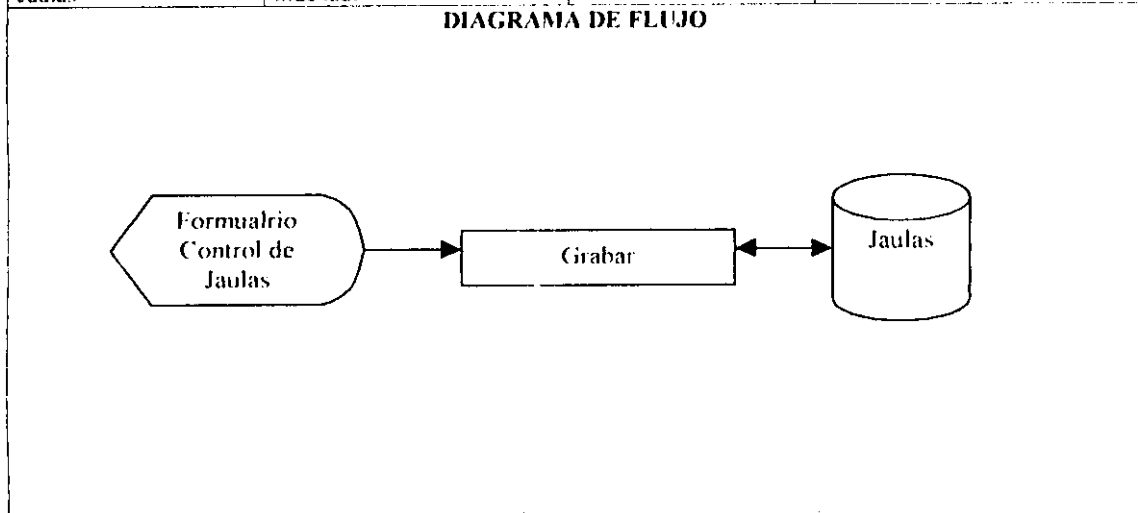 DIAGRAMA DE FLUJO
Formualrio
Control de
Jaulas
Grabar
Jaulas